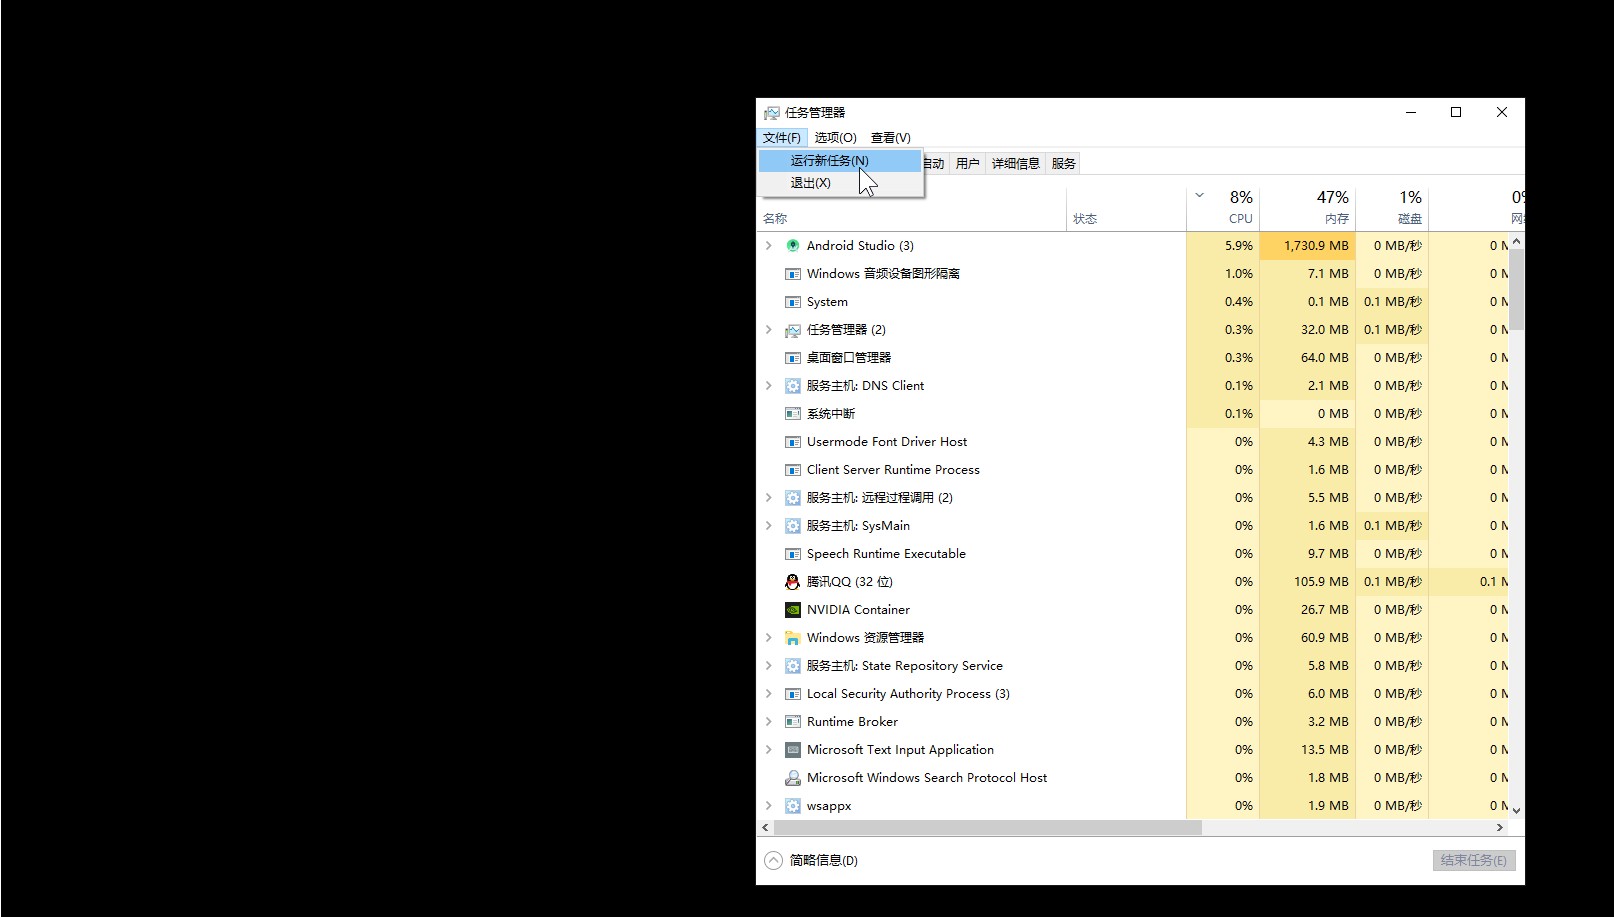 任务管理器
文件(F) 选项(O) 查看(V)
运行新任务(N)
退出(X)
启动 用户 详细信息 服务
8% 47% 1% 0%
名称 状态 CPU 内存 磁盘
Android Studio (3) 5.9% 1,730.9 MB 0 MB/秒 0
Windows 音频设备图形隔离 1.0% 7.1 MB 0 MB/秒 0
System 0.4% 0.1 MB 0.1 MB/秒 0
任务管理器 (2) 0.3% 32.0 MB 0.1 MB/秒 0
桌面窗口管理器 0.3% 64.0 MB 0 MB/秒 0
服务主机: DNS Client 0.1% 2.1 MB 0 MB/秒 0
系统中断 0.1% 0 MB 0 MB/秒 0
Usermode Font Driver Host 0% 4.3 MB 0 MB/秒 0
Client Server Runtime Process 0% 1.6 MB 0 MB/秒 0
服务主机: 远程过程调用 (2) 0% 5.5 MB 0 MB/秒 0
服务主机: SysMain 0% 1.6 MB 0.1 MB/秒 0
Speech Runtime Executable 0% 9.7 MB 0 MB/秒 0
腾讯QQ (32 位) 0% 105.9 MB 0.1 MB/秒 0.1
NVIDIA Container 0% 26.7 MB 0 MB/秒 0
Windows 资源管理器 0% 60.9 MB 0 MB/秒 0
服务主机: State Repository Service 0% 5.8 MB 0 MB/秒 0
Local Security Authority Process (3) 0% 6.0 MB 0 MB/秒 0
Runtime Broker 0% 3.2 MB 0 MB/秒 0
Microsoft Text Input Application 0% 13.5 MB 0 MB/秒 0
Microsoft Windows Search Protocol Host 0% 1.8 MB 0 MB/秒 0
wsappx 0% 1.9 MB 0 MB/秒 0
简略信息(D) 结束任务(E)